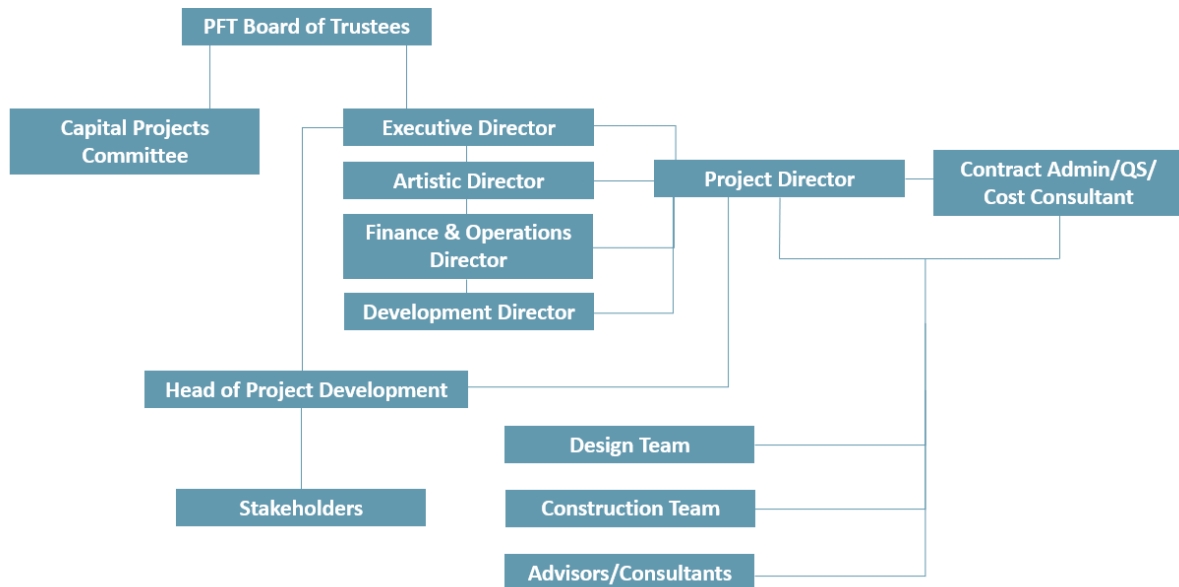 PFT Board of Trustees
Capital Projects
Committee
Executive Director
Artistic Director
Finance & Operations
Director
Development Director
Project Director
Contract Admin/QS/
Cost Consultant
Head of Project Development
Stakeholders
Design Team
Construction Team
Advisors/Consultants